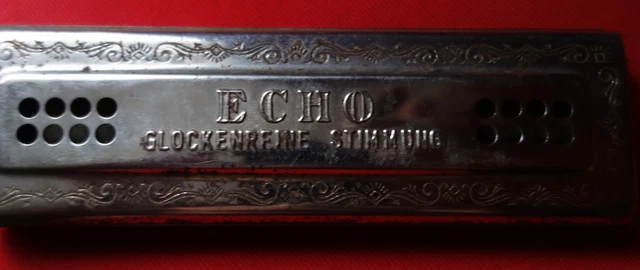 ECHO
GLOCKENREINE STIMMUNG